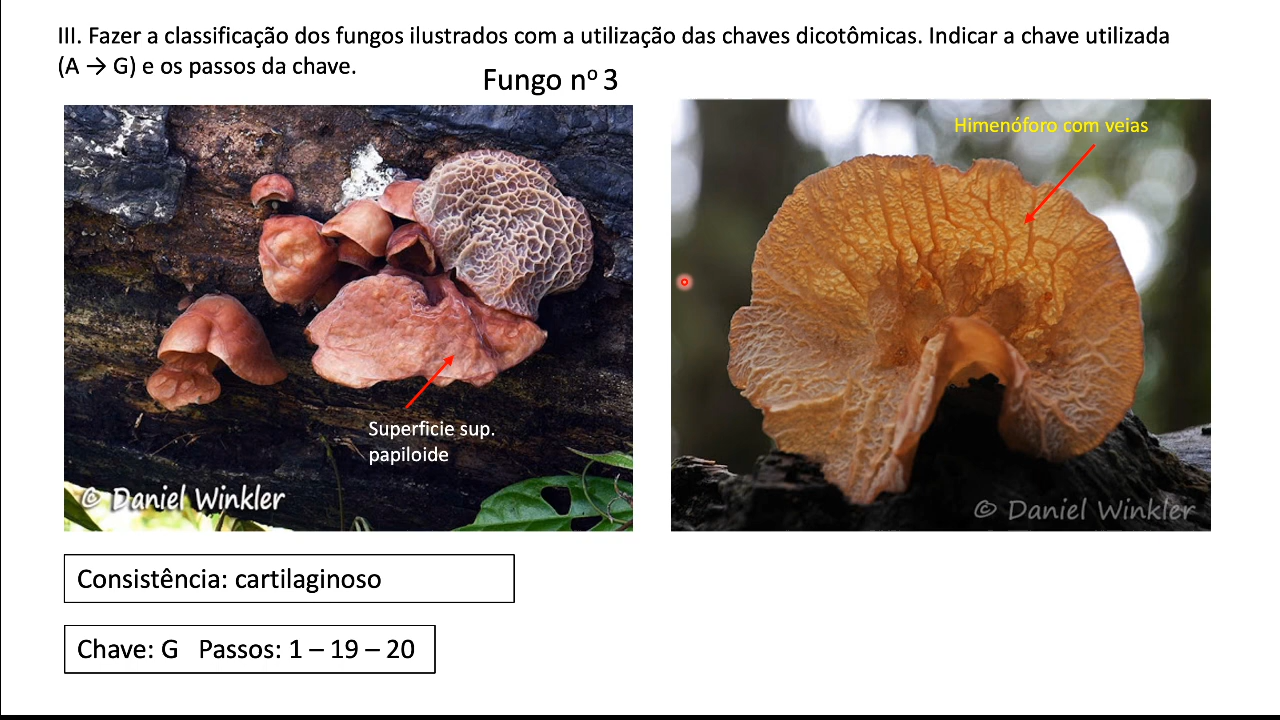 III. Fazer a classificação dos fungos ilustrados com a utilização das chaves dicotômicas. Indicar a chave utilizada
(A → G) e os passos da chave.
Fungo nº 3
Himenóforo com veias
Superficie sup.
papiloide
© Daniel Winkler
© Daniel Winkler
Consistência: cartilaginoso
Chave: G Passos: 1 – 19 – 20